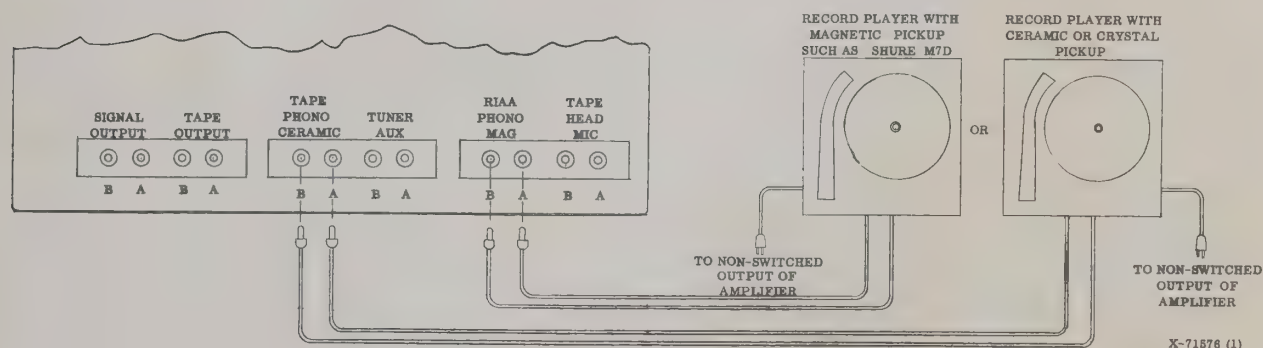 RECORD PLAYER WITH
MAGNETIC PICKUP
SUCH AS SHURE M7D
RECORD PLAYER WITH
CERAMIC OR CRYSTAL
PICKUP
SIGNAL
OUTPUT
TAPE
OUTPUT
TAPE
PHONO
CERAMIC
TUNER
AUX
RIAA
PHONO
MAG
TAPE
HEAD
MIC
OR
B A B A
B A B A
B A B A
TO NON-SWITCHED
OUTPUT OF
AMPLIFIER
TO NON-SWITCHED
OUTPUT OF
AMPLIFIER
X-71576 (1)